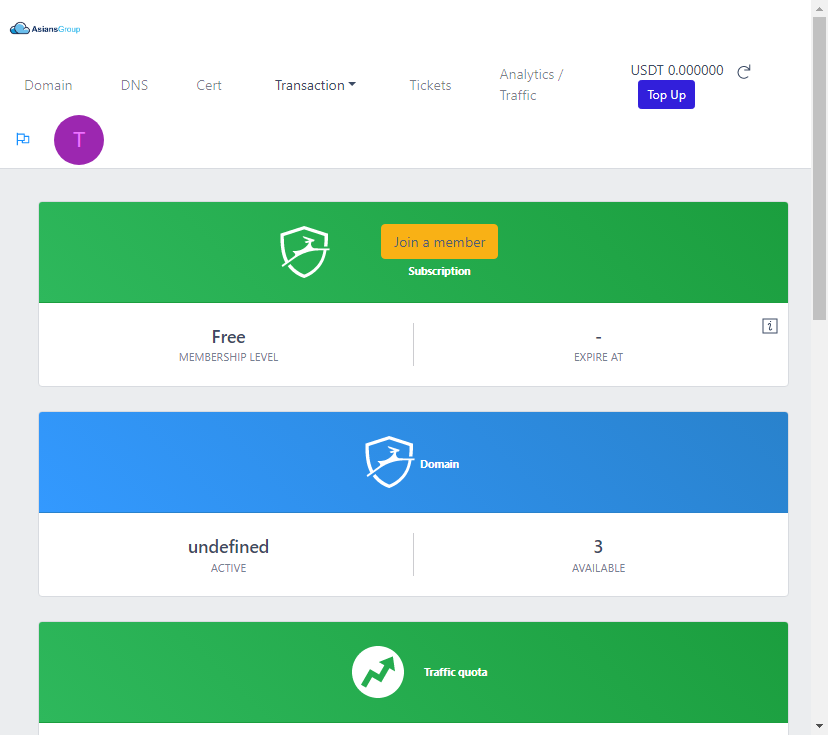 AsiansGroup
Domain
DNS
Cert
Transaction
Tickets
Analytics /
Traffic
USDT 0.000000
Top Up
T
Join a member
Subscription
Free
MEMBERSHIP LEVEL
-
EXPIRE AT
i
Domain
undefined
ACTIVE
3
AVAILABLE
Traffic quota